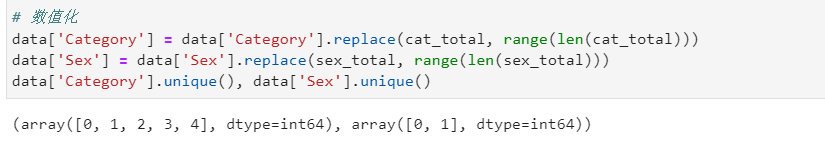 # 数值化
data['Category'] = data['Category'].replace(cat_total, range(len(cat_total)))
data['Sex'] = data['Sex'].replace(sex_total, range(len(sex_total)))
data['Category'].unique(), data['Sex'].unique()
(array([0, 1, 2, 3, 4], dtype=int64), array([0, 1], dtype=int64))